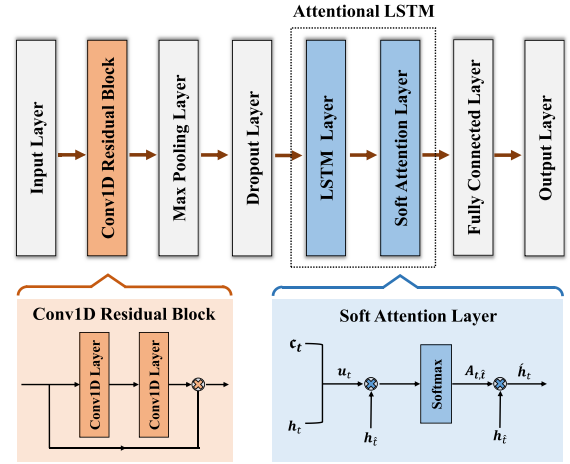 Attentional LSTM
Input Layer
Conv1D Residual Block
Max Pooling Layer
Dropout Layer
LSTM Layer
Soft Attention Layer
Fully Connected Layer
Output Layer
Conv1D Residual Block
Conv1D Layer
Conv1D Layer
Soft Attention Layer
c_t
u_t
h_t
h_{t̂}
Softmax
A_{t,t̂}
h_{t̂}
h́_t